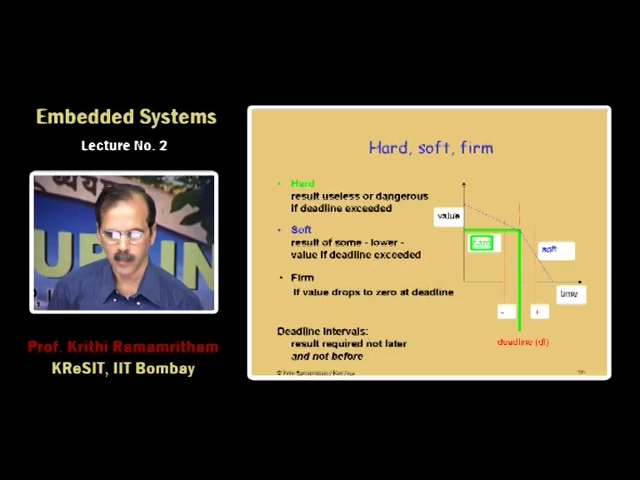 Embedded Systems
Lecture No. 2
Prof. Krithi Ramamritham
KReSIT, IIT Bombay
Hard, soft, firm
• Hard
result useless or dangerous
if deadline exceeded
• Soft
result of some - lower -
value if deadline exceeded
• Firm
If value drops to zero at deadline
Deadline intervals:
result required not later
and not before
value
hard
soft
time
- +
deadline (dl)